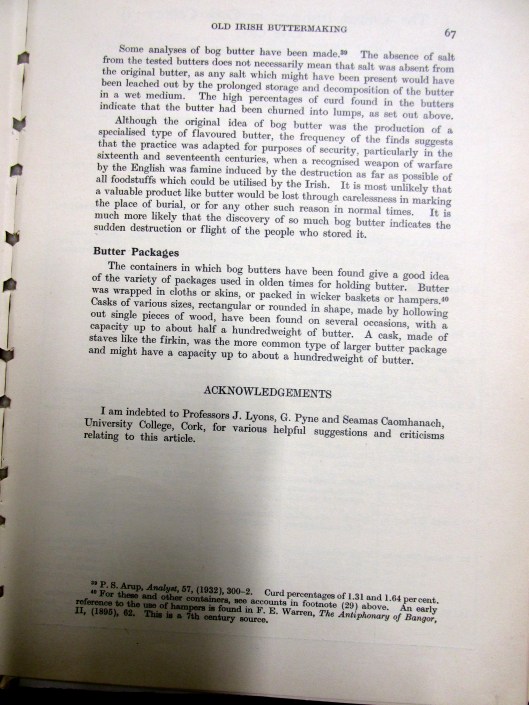 OLD IRISH BUTTERMAKING 67
Some analyses of bog butter have been made.³⁹ The absence of salt
from the tested butters does not necessarily mean that salt was absent from
the original butter, as any salt which might have been present would have
been leached out by the prolonged storage and decomposition of the butter
in a wet medium. The high percentages of curd found in the butters
indicate that the butter had been churned into lumps, as set out above.
Although the original idea of bog butter was the production of a
specialised type of flavoured butter, the frequency of the finds suggests
that the practice was adapted for purposes of security, particularly in the
sixteenth and seventeenth centuries, when a recognised weapon of warfare
by the English was famine induced by the destruction as far as possible of
all foodstuffs which could be utilised by the Irish. It is most unlikely that
a valuable product like butter would be lost through carelessness in marking
the place of burial, or for any other such reason in normal times. It is
much more likely that the discovery of so much bog butter indicates the
sudden destruction or flight of the people who stored it.
Butter Packages
The containers in which bog butters have been found give a good idea
of the variety of packages used in olden times for holding butter. Butter
was wrapped in cloths or skins, or packed in wicker baskets or hampers.⁴⁰
Casks of various sizes, rectangular or rounded in shape, made by hollowing
out single pieces of wood, have been found on several occasions, with a
capacity up to about half a hundredweight of butter. A cask, made of
staves like the firkin, was the more common type of larger butter package
and might have a capacity up to about a hundredweight of butter.
ACKNOWLEDGEMENTS
I am indebted to Professors J. Lyons, G. Pyne and Seamas Caomhanach,
University College, Cork, for various helpful suggestions and criticisms
relating to this article.
³⁹ P. S. Arup, Analyst, 57, (1932), 300-2. Curd percentages of 1.31 and 1.64 per cent.
⁴⁰ For these and other containers, see accounts in footnote (29) above. An early
reference to the use of hampers is found in F. E. Warren, The Antiphonary of Bangor,
II, (1895), 62. This is a 7th century source.